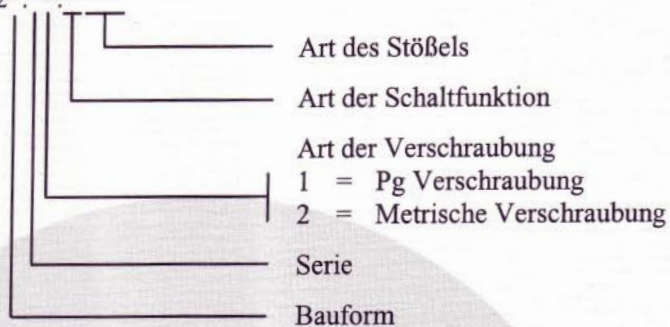 Art des Stößels
Art der Schaltfunktion
Art der Verschraubung
1 = Pg Verschraubung
2 = Metrische Verschraubung
Serie
Bauform